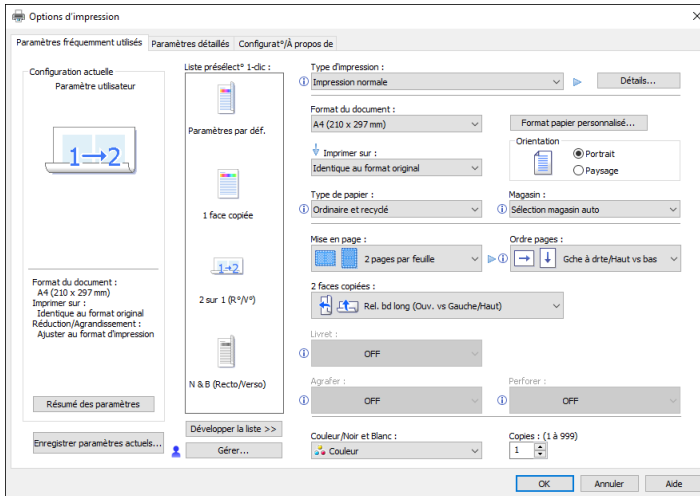 Options d'impression
Paramètres fréquemment utilisés
Paramètres détaillés
Configurat°/À propos de
Configuration actuelle
Paramètre utilisateur
1→2
Format du document :
A4 (210 x 297 mm)
Imprimer sur :
Identique au format original
Réduction/Agrandissement :
Ajuster au format d'impression
Résumé des paramètres
Enregistrer paramètres actuels...
Liste présélect° 1-clic :
Paramètres par déf.
1 face copiée
1→2
2 sur 1 (R°/V°)
N & B (Recto/Verso)
Développer la liste >>
Gérer...
Type d'impression :
Impression normale
Détails...
Format du document :
A4 (210 x 297 mm)
Format papier personnalisé...
Imprimer sur :
Identique au format original
Orientation
Portrait
Paysage
Type de papier :
Ordinaire et recyclé
Magasin :
Sélection magasin auto
Mise en page :
2 pages par feuille
Ordre pages :
Gche à drte/Haut vs bas
2 faces copiées :
Rel. bd long (Ouv. vs Gauche/Haut)
Livret :
OFF
Agrafer :
OFF
Perforer :
OFF
Couleur/Noir et Blanc :
Couleur
Copies : (1 à 999)
1
OK
Annuler
Aide